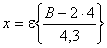 x = ε{(B − 2 · 4) / 4,3}